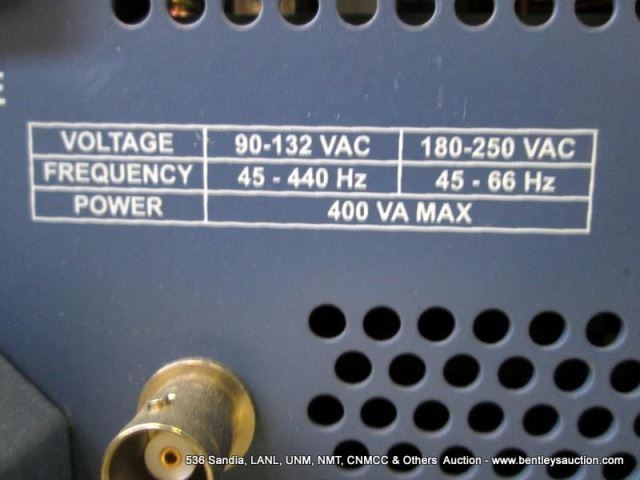 E
VOLTAGE 90-132 VAC 180-250 VAC
FREQUENCY 45 - 440 Hz 45 - 66 Hz
POWER 400 VA MAX
536 Sandia, LANL, UNM, NMT, CNMCC & Others Auction - www.bentleysauction.com